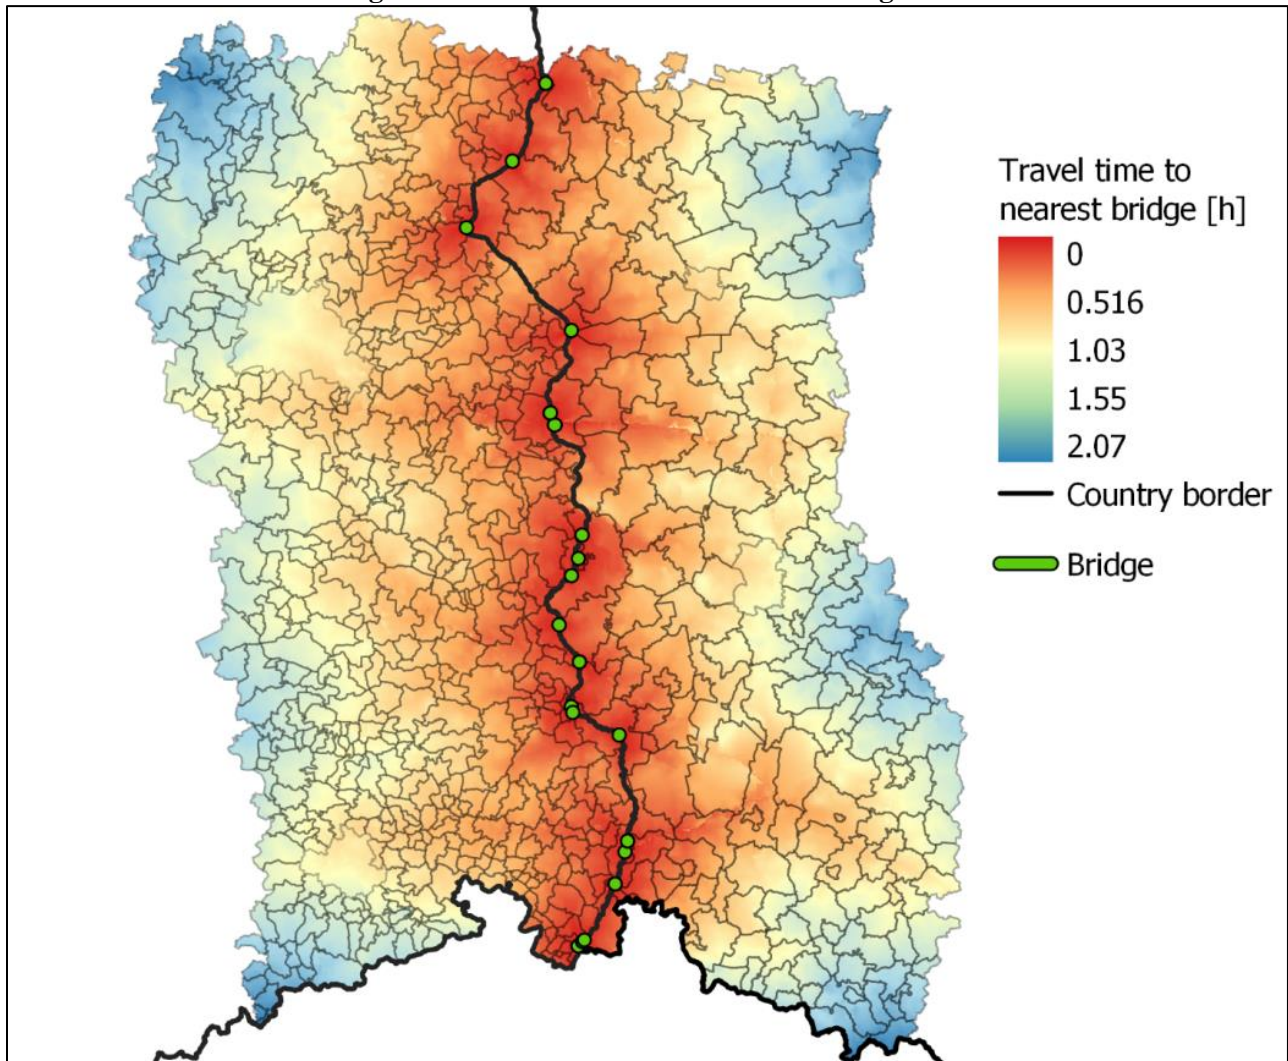 Travel time to
nearest bridge [h]
0
0.516
1.03
1.55
2.07
Country border
Bridge